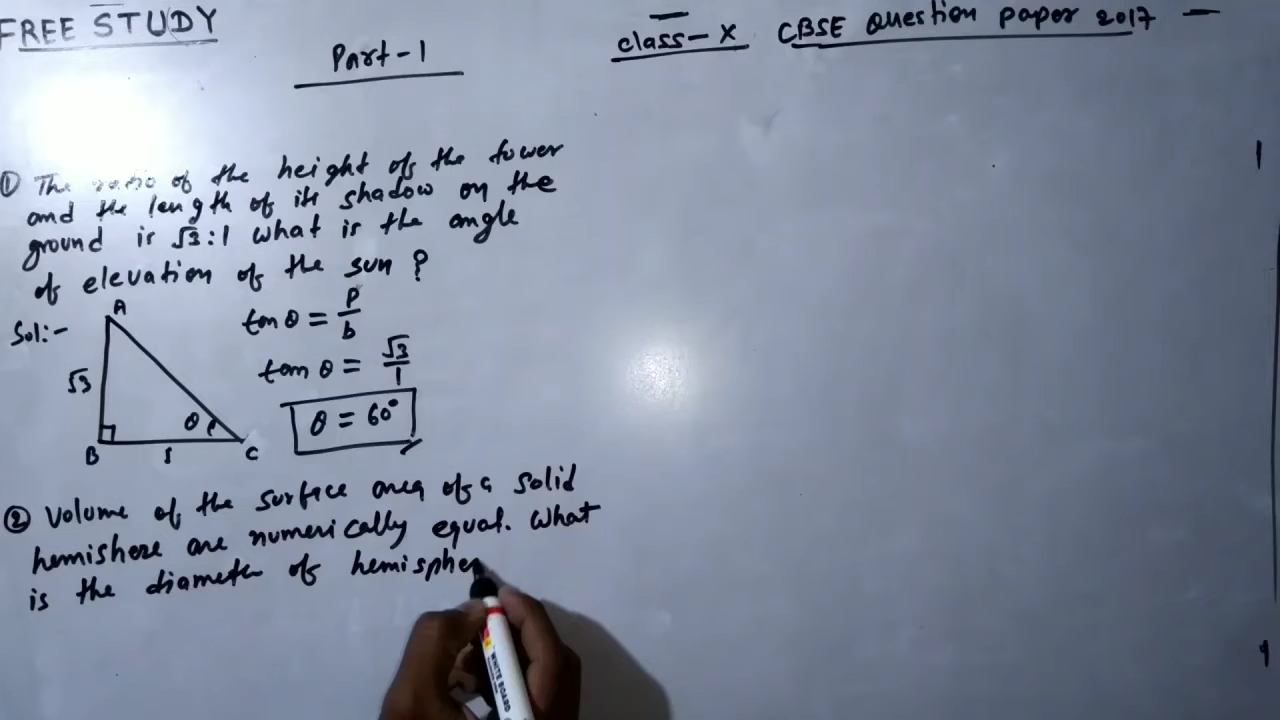 FREE STUDY
class-X CBSE question paper 2017 -
Part-1
① The ratio of the height of the tower
and the length of its shadow on the
ground is √3:1 what is the angle
of elevation of the sun ?
Sol:-
A
√3
B
1
C
θ
tan θ = P/b
tan θ = √3/1
θ = 60°
② Volume of the surface area of a solid
hemishere are numerically equal. What
is the diameter of hemisphe
WHITE BOARD